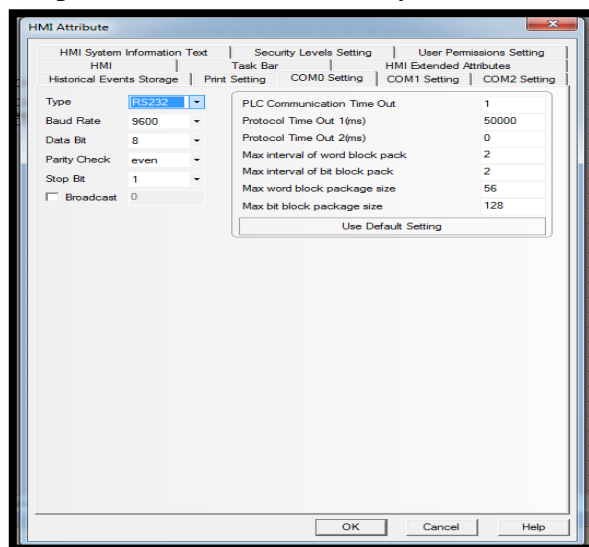 HMI Attribute
HMI System Information Text Security Levels Setting User Permissions Setting
HMI Task Bar HMI Extended Attributes
Historical Events Storage Print Setting COM0 Setting COM1 Setting COM2 Setting
Type RS232 PLC Communication Time Out 1
Baud Rate 9600 Protocol Time Out 1(ms) 50000
Data Bit 8 Protocol Time Out 2(ms) 0
Parity Check even Max interval of word block pack 2
Stop Bit 1 Max interval of bit block pack 2
Broadcast 0 Max word block package size 56
Max bit block package size 128
Use Default Setting
OK Cancel Help